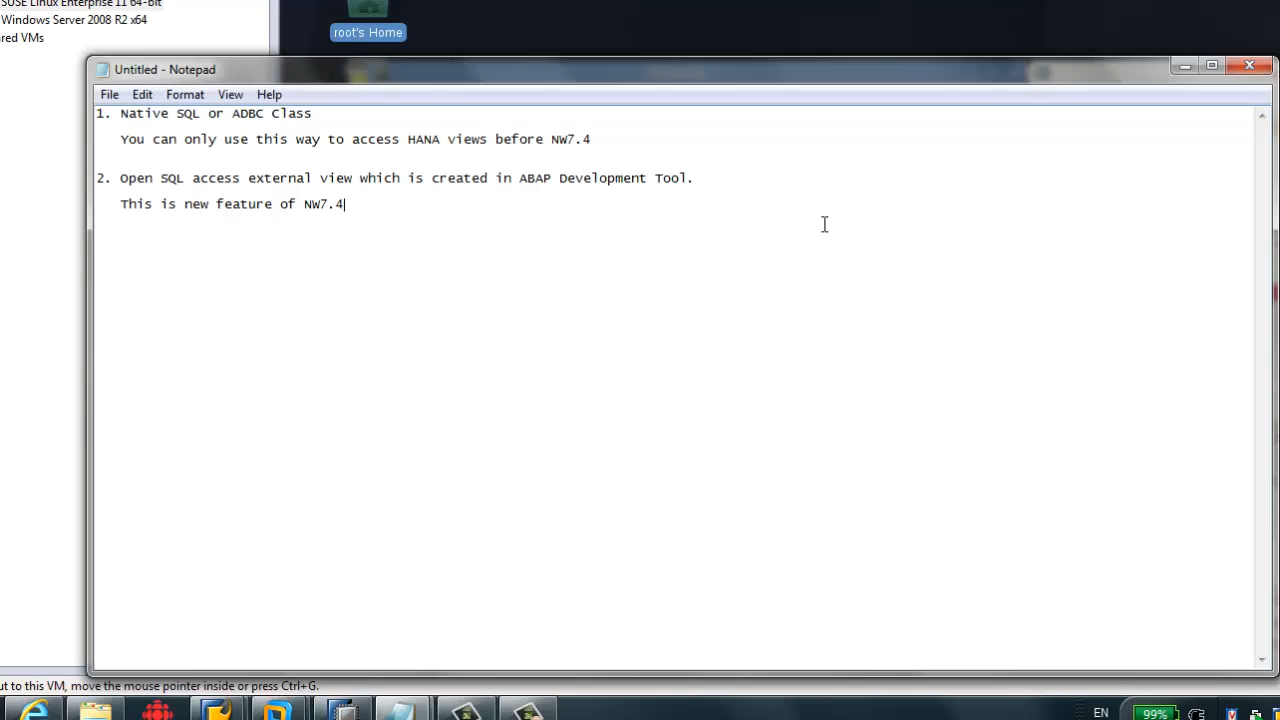 SUSE Linux Enterprise 11 64-bit
Windows Server 2008 R2 x64
red VMs
root's Home
Untitled - Notepad
File Edit Format View Help
1. Native SQL or ADBC Class
You can only use this way to access HANA views before NW7.4
2. Open SQL access external view which is created in ABAP Development Tool.
This is new feature of NW7.4
ut to this VM, move the mouse pointer inside or press Ctrl+G.
EN
99%